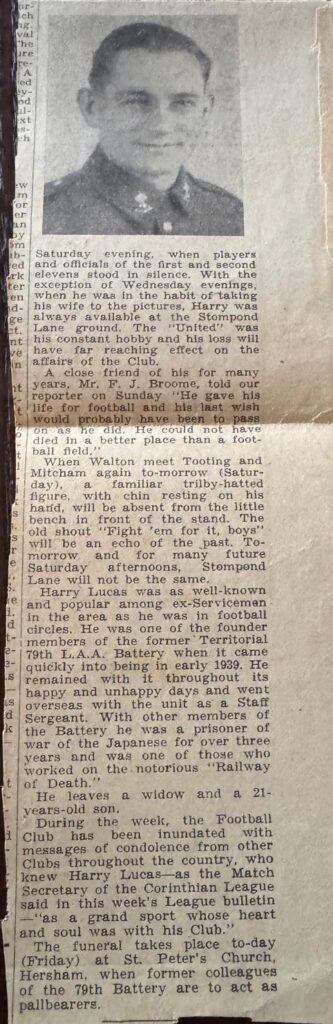 Saturday evening, when players
and officials of the first and second
elevens stood in silence. With the
exception of Wednesday evenings,
when he was in the habit of taking
his wife to the pictures, Harry was
always available at the Stompond
Lane ground. The "United" was
his constant hobby and his loss will
have far reaching effect on the
affairs of the Club.
A close friend of his for many
years, Mr. F. J. Broome, told our
reporter on Sunday "He gave his
life for football and his last wish
would probably have been to pass
on as he did. He could not have
died in a better place than a foot-
ball field."
When Walton meet Tooting and
Mitcham again to-morrow (Satur-
day), a familiar trilby-hatted
figure, with chin resting on his
hand, will be absent from the little
bench in front of the stand. The
old shout "Fight 'em for it, boys"
will be an echo of the past. To-
morrow and for many future
Saturday afternoons, Stompond
Lane will not be the same.
Harry Lucas was as well-known
and popular among ex-Serviceman
in the area as he was in football
circles. He was one of the founder
members of the former Territorial
79th L.A.A. Battery when it came
quickly into being in early 1939. He
remained with it throughout its
happy and unhappy days and went
overseas with the unit as a Staff
Sergeant. With other members of
the Battery he was a prisoner of
war of the Japanese for over three
years and was one of those who
worked on the notorious "Railway
of Death."
He leaves a widow and a 21-
years-old son.
During the week, the Football
Club has been inundated with
messages of condolence from other
Clubs throughout the country, who
knew Harry Lucas—as the Match
Secretary of the Corinthian League
said in this week's League bulletin
—"as a grand sport whose heart
and soul was with his Club."
The funeral takes place to-day
(Friday) at St. Peter's Church,
Hersham, when former colleagues
of the 79th Battery are to act as
pallbearers.